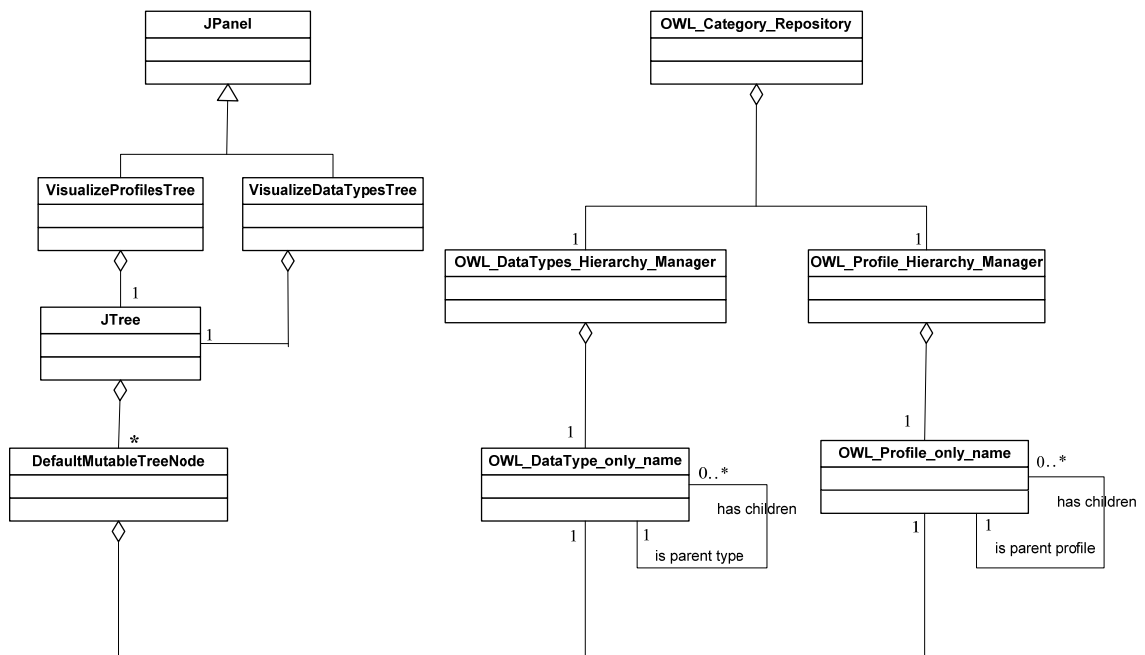 JPanel
OWL_Category_Repository
VisualizeProfilesTree
VisualizeDataTypesTree
1
1
OWL_DataTypes_Hierarchy_Manager
OWL_Profile_Hierarchy_Manager
1
JTree
1
*
1
1
DefaultMutableTreeNode
OWL_DataType_only_name
OWL_Profile_only_name
0..*
0..*
has children
has children
1
1
1
1
is parent type
is parent profile